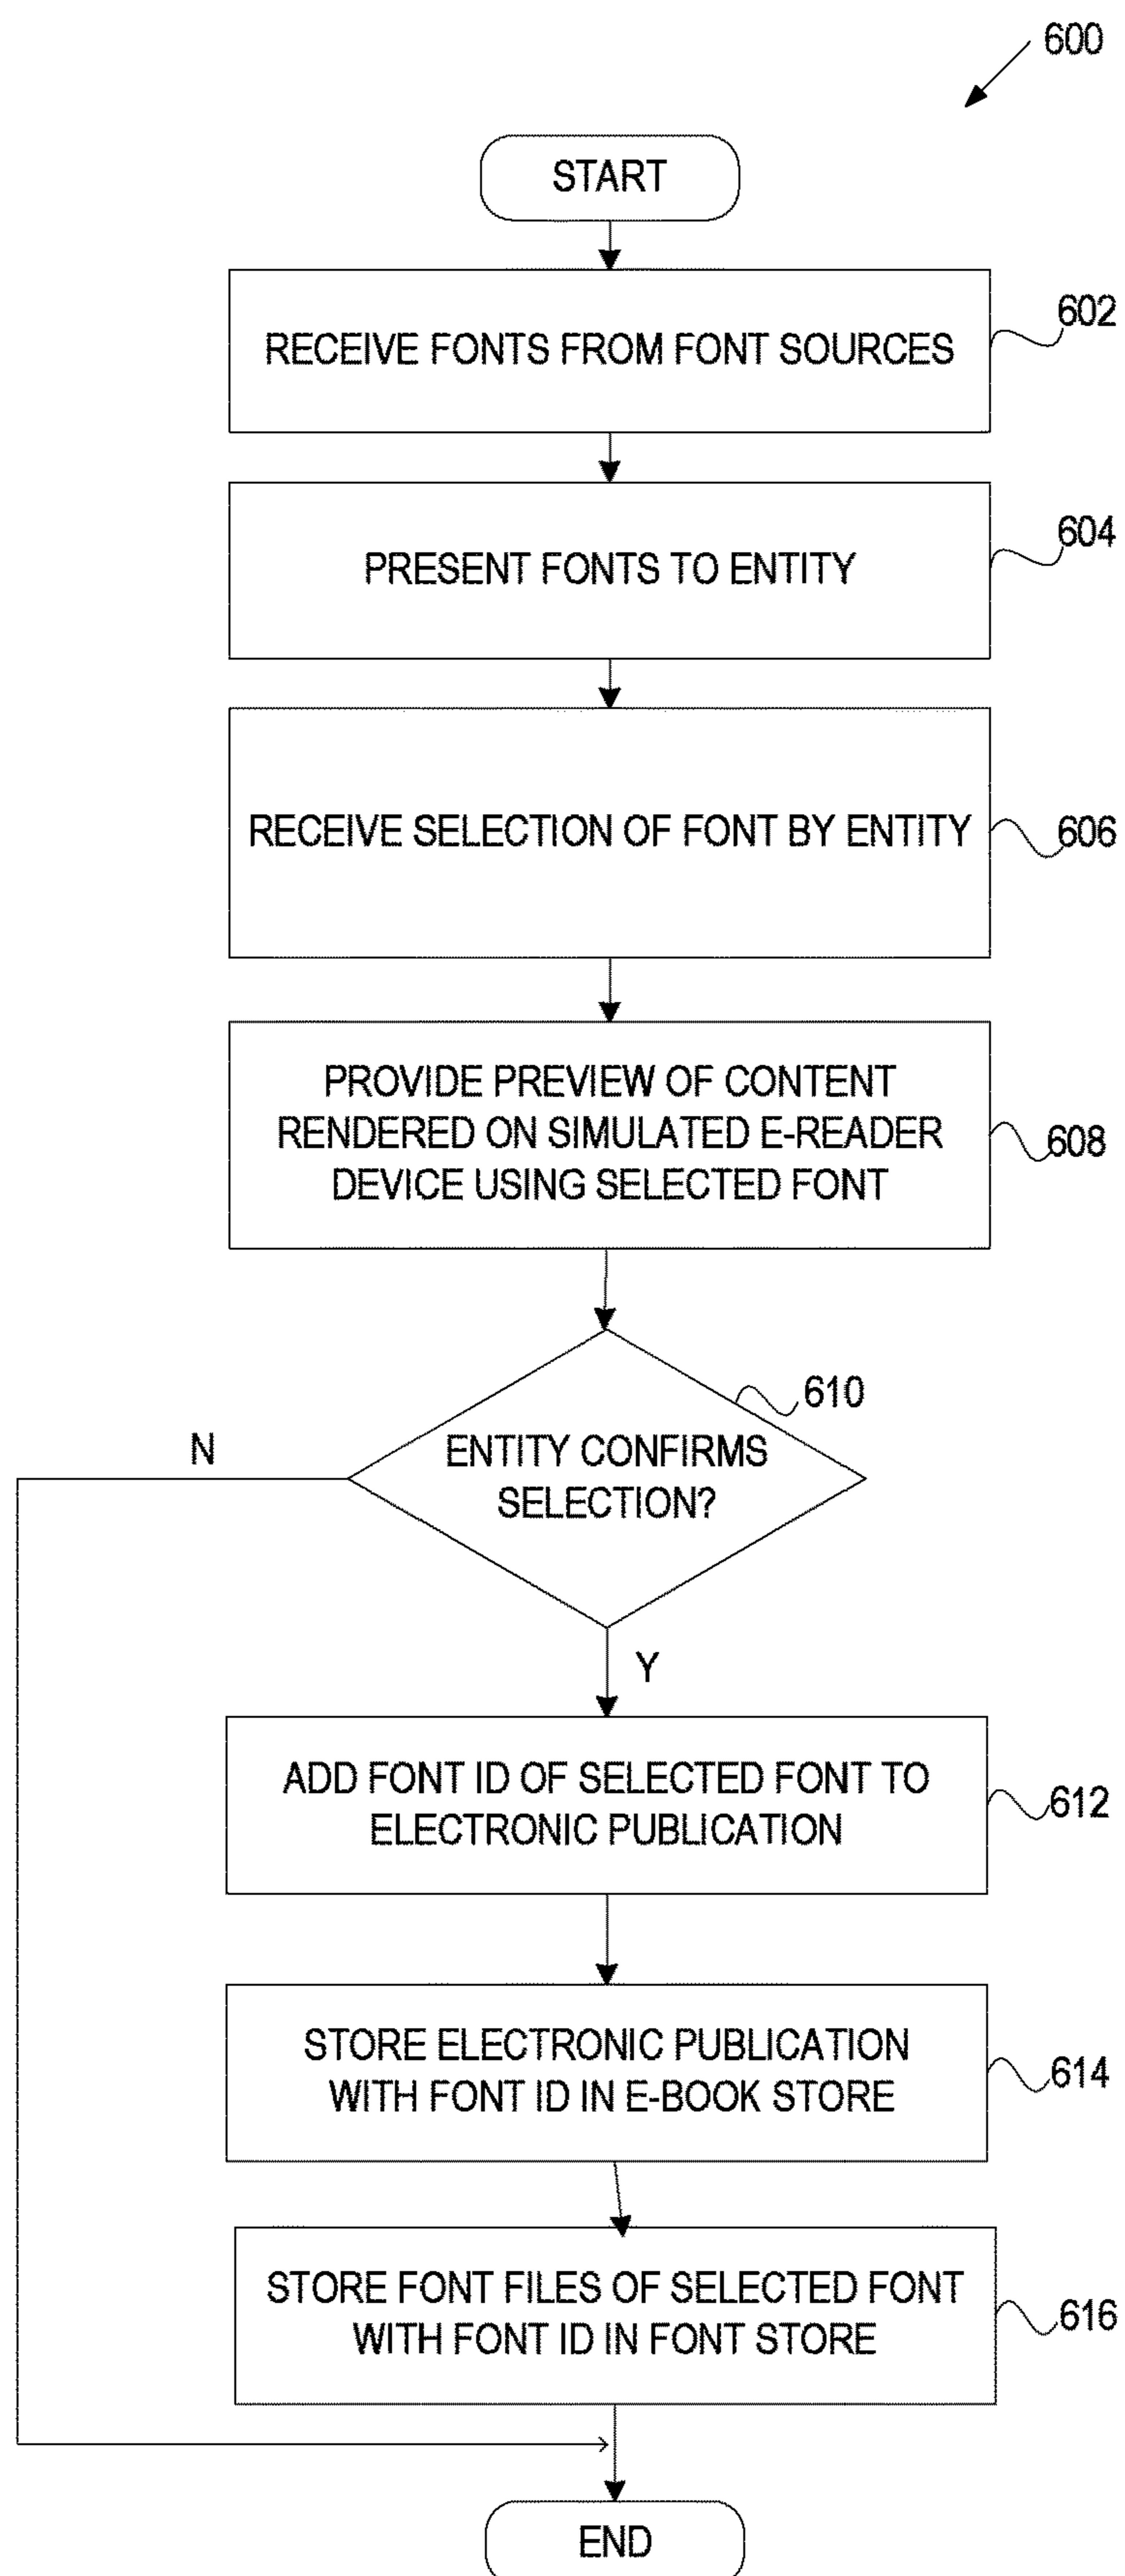 600
START
RECEIVE FONTS FROM FONT SOURCES
602
PRESENT FONTS TO ENTITY
604
RECEIVE SELECTION OF FONT BY ENTITY
606
PROVIDE PREVIEW OF CONTENT
RENDERED ON SIMULATED E-READER
DEVICE USING SELECTED FONT
608
610
ENTITY CONFIRMS
SELECTION?
N
Y
ADD FONT ID OF SELECTED FONT TO
ELECTRONIC PUBLICATION
612
STORE ELECTRONIC PUBLICATION
WITH FONT ID IN E-BOOK STORE
614
STORE FONT FILES OF SELECTED FONT
WITH FONT ID IN FONT STORE
616
END